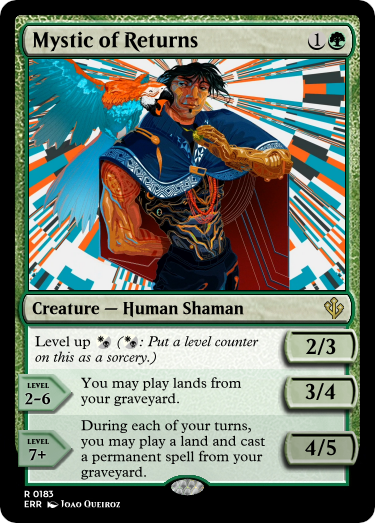 Mystic of Returns 1
Creature — Human Shaman
Level up (: Put a level counter
on this as a sorcery.)
2/3
LEVEL
2-6
You may play lands from
your graveyard.
3/4
LEVEL
7+
During each of your turns,
you may play a land and cast
a permanent spell from your
graveyard.
4/5
R 0183
ERR Joao Queiroz